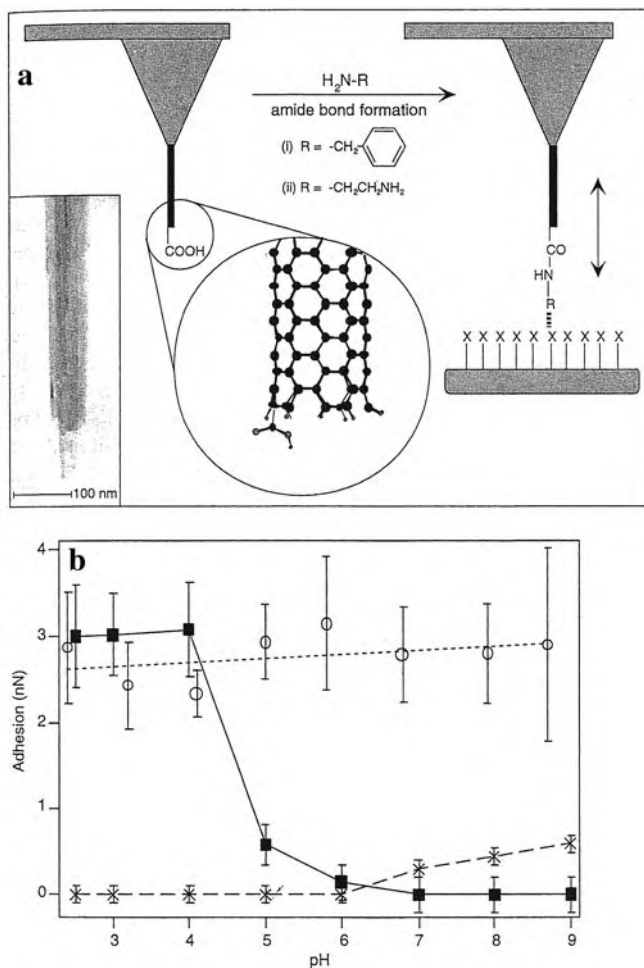 a
H₂N-R
amide bond formation
(i) R = -CH₂-
(ii) R = -CH₂CH₂NH₂
COOH
CO
HN
R
X X X X X X X X X
100 nm
b
4
3
2
1
0
Adhesion (nN)
3 4 5 6 7 8 9
pH